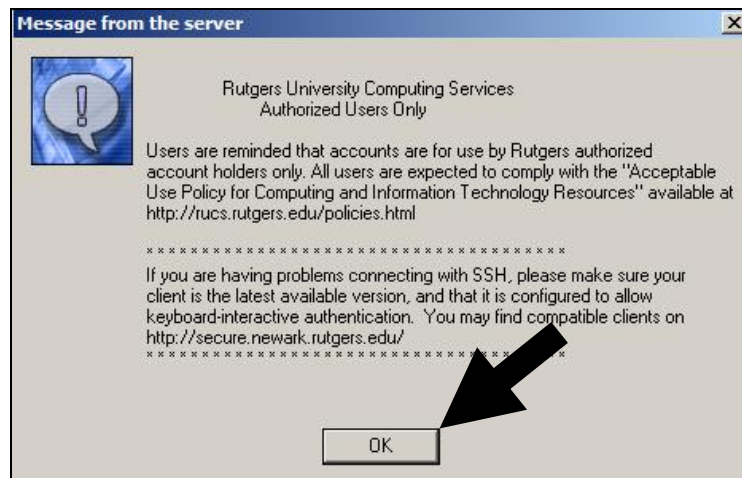 Message from the server
Rutgers University Computing Services
Authorized Users Only
Users are reminded that accounts are for use by Rutgers authorized
account holders only. All users are expected to comply with the "Acceptable
Use Policy for Computing and Information Technology Resources" available at
http://rucs.rutgers.edu/policies.html
* * * * * * * * * * * * * * * * * * * * * * * * * * * * * * * * * * * * * *
If you are having problems connecting with SSH, please make sure your
client is the latest available version, and that it is configured to allow
keyboard-interactive authentication. You may find compatible clients on
http://secure.newark.rutgers.edu/
* * * * * * * * * * * * * * * * * * * * * * * * * * * * * * * * * * * * * *
OK